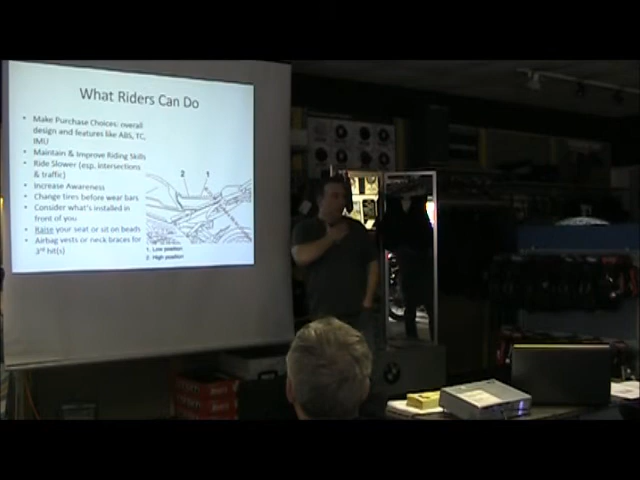 What Riders Can Do
• Make Purchase Choices: overall
design and features like ABS, TC,
IMU
• Maintain & Improve Riding Skills
• Ride Slower (esp. intersections
& traffic)
• Increase Awareness
• Change tires before wear bars
• Consider what's installed in
front of you
• Raise your seat or sit on beads
• Airbag vests or neck braces for
3rd hit(s)
2 1
1. Low position
2. High position